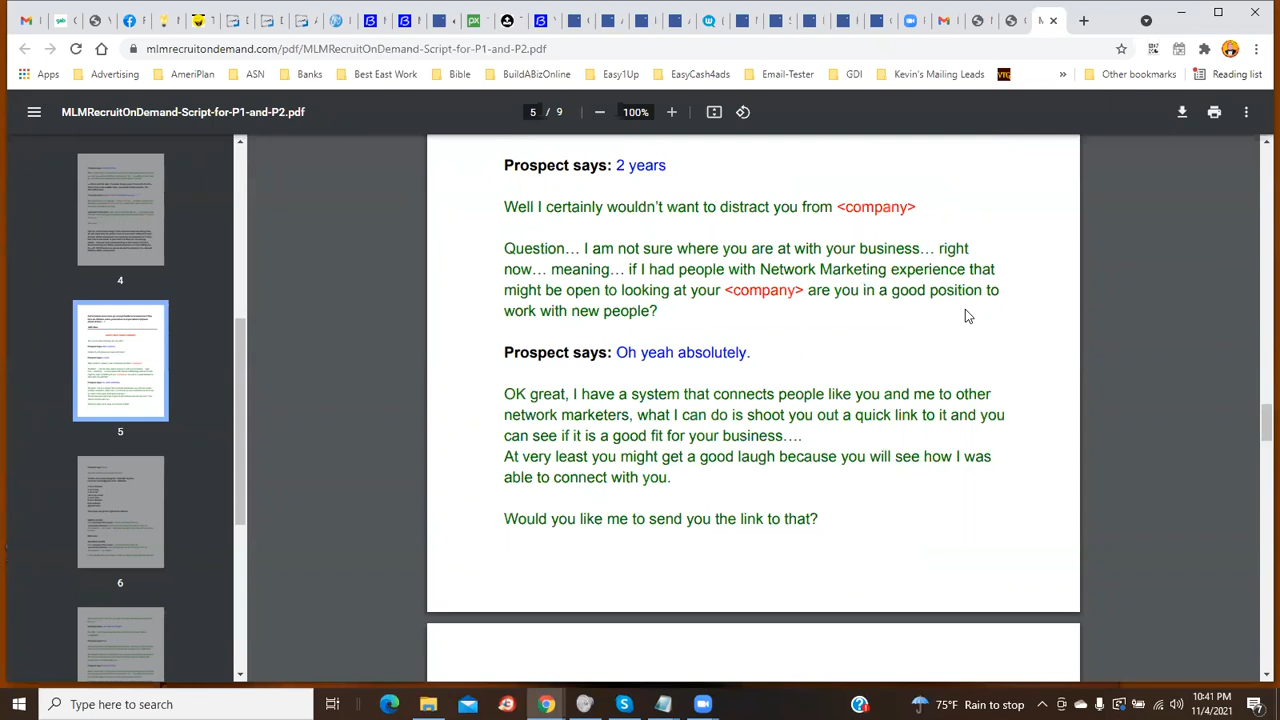 mlmrecruitondemand.com/pdf/MLMRecruitOnDemand-Script-for-P1-and-P2.pdf
Apps Advertising AmeriPlan ASN Banks Best East Work Bible BuildABizOnline Easy1Up EasyCash4ads Email-Tester GDI Kevin's Mailing Leads » Other bookmarks Reading list
MLMRecruitOnDemand-Script-for-P1-and-P2.pdf 5 / 9 100%
4
5
6
Prospect says: 2 years
Well I certainly wouldn't want to distract you from <company>
Question… I am not sure where you are at with your business… right
now… meaning… if I had people with Network Marketing experience that
might be open to looking at your <company> are you in a good position to
work with new people?
Prospect says: Oh yeah absolutely.
OK great, I have a system that connects people like you and me to other
network marketers, what I can do is shoot you out a quick link to it and you
can see if it is a good fit for your business….
At very least you might get a good laugh because you will see how I was
able to connect with you.
Would you like me to send you the link to that?
Type here to search
75°F Rain to stop
10:41 PM
11/4/2021